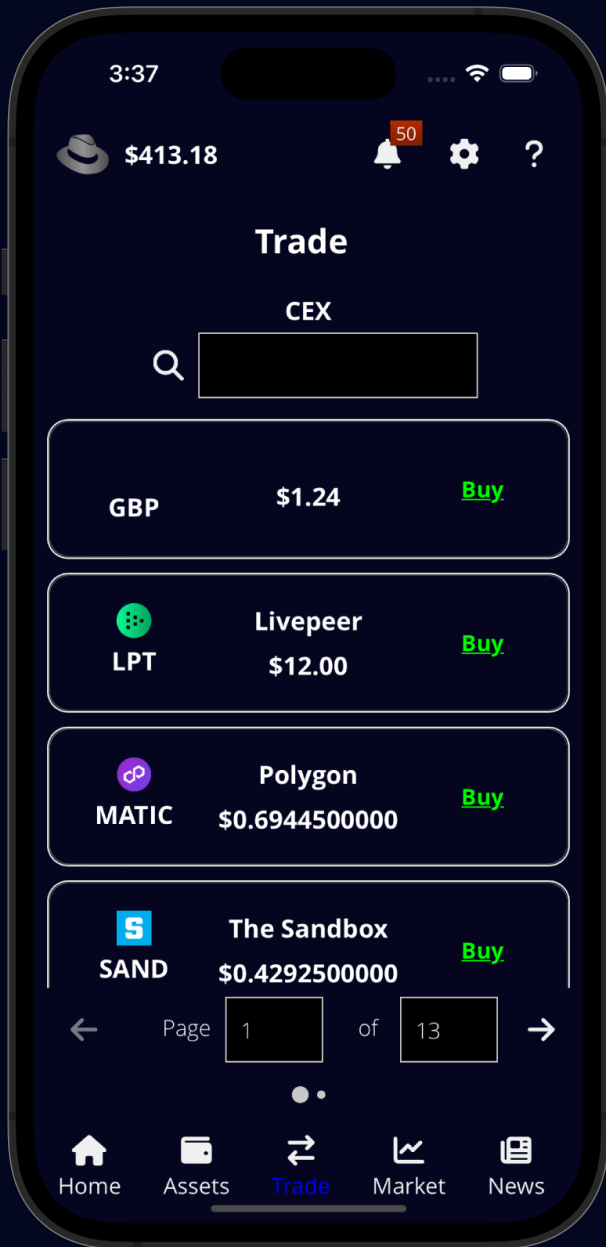 3:37
$413.18
50
?
Trade
CEX
GBP
$1.24
Buy
Livepeer
LPT
$12.00
Buy
Polygon
MATIC
$0.6944500000
Buy
S
The Sandbox
SAND
$0.4292500000
Buy
Page 1 of 13
Home Assets Trade Market News